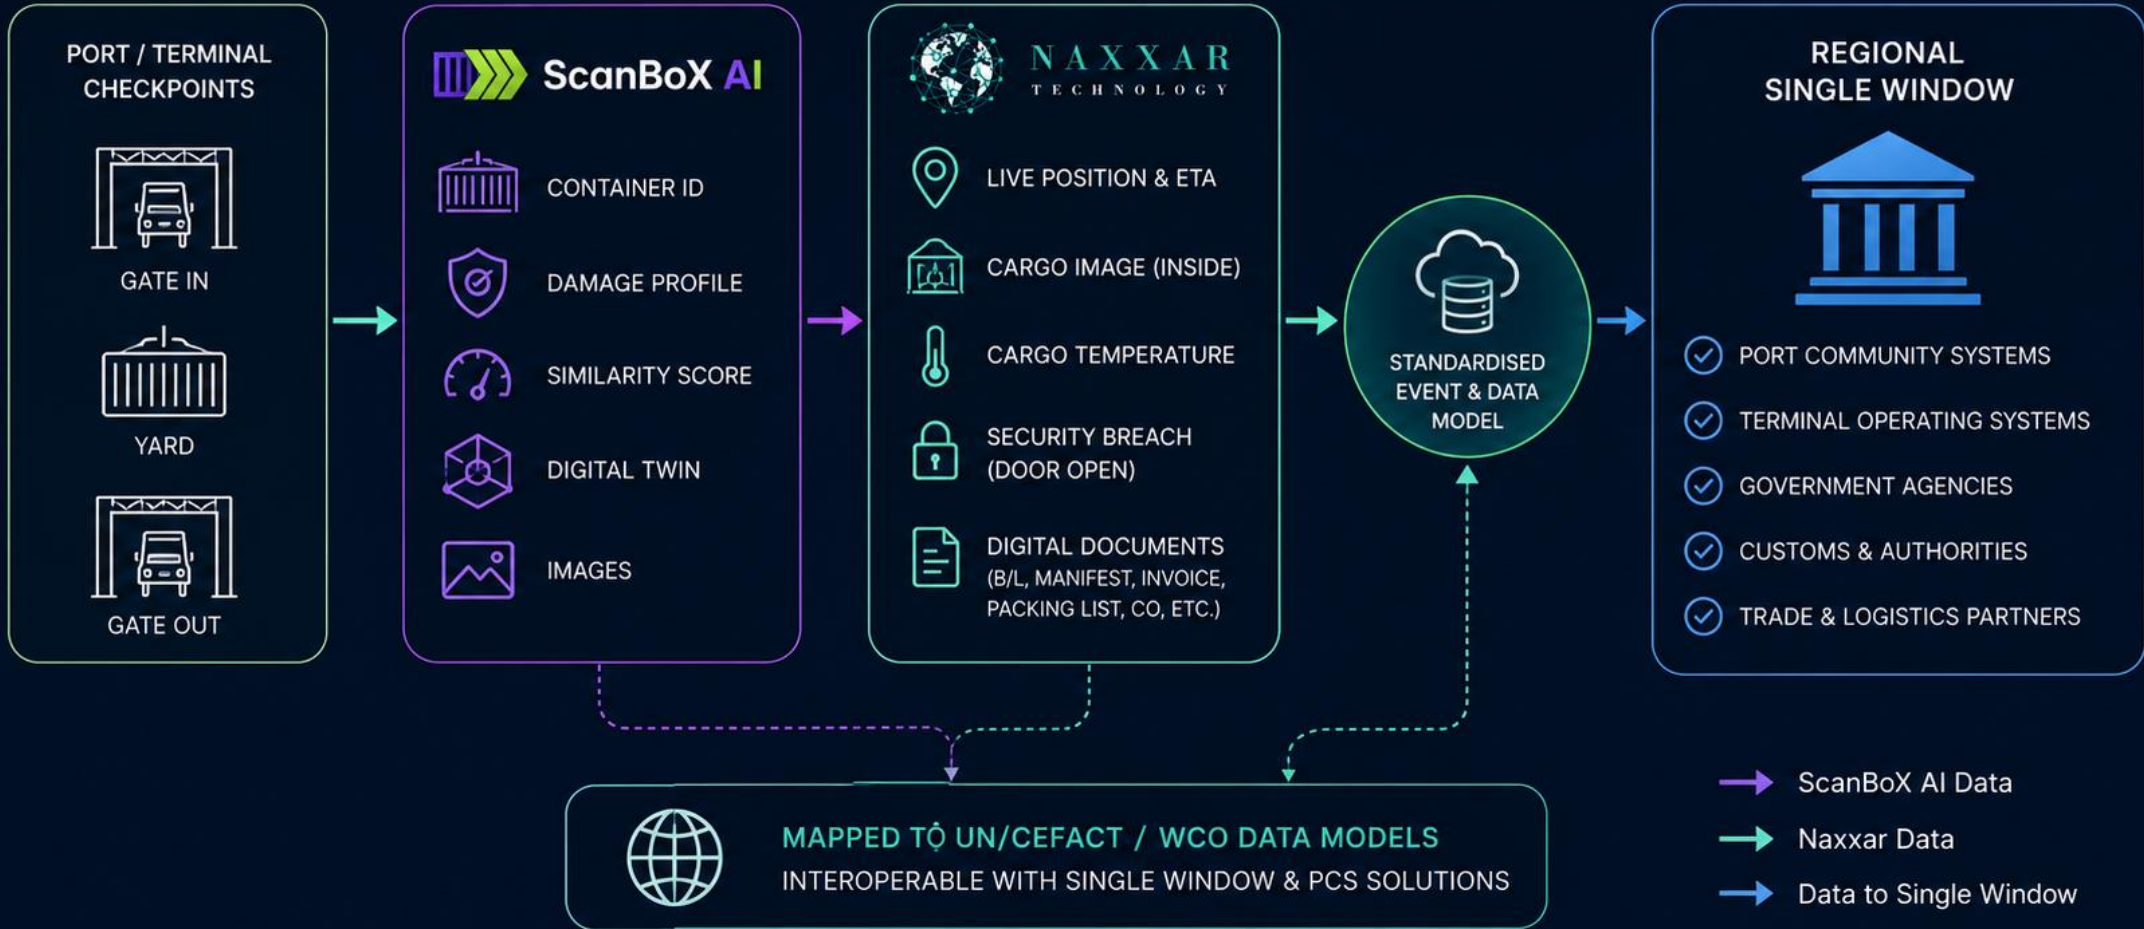 PORT / TERMINAL
CHECKPOINTS
GATE IN
YARD
GATE OUT
ScanBoX AI
CONTAINER ID
DAMAGE PROFILE
SIMILARITY SCORE
DIGITAL TWIN
IMAGES
NAXXAR
TECHNOLOGY
LIVE POSITION & ETA
CARGO IMAGE (INSIDE)
CARGO TEMPERATURE
SECURITY BREACH
(DOOR OPEN)
DIGITAL DOCUMENTS
(B/L, MANIFEST, INVOICE,
PACKING LIST, CO, ETC.)
STANDARDISED
EVENT & DATA
MODEL
REGIONAL
SINGLE WINDOW
PORT COMMUNITY SYSTEMS
TERMINAL OPERATING SYSTEMS
GOVERNMENT AGENCIES
CUSTOMS & AUTHORITIES
TRADE & LOGISTICS PARTNERS
MAPPED TO UN/CEFACT / WCO DATA MODELS
INTEROPERABLE WITH SINGLE WINDOW & PCS SOLUTIONS
ScanBoX AI Data
Naxxar Data
Data to Single Window